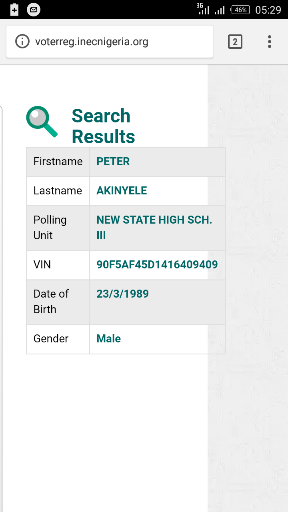 3G 46% 05:29
voterreg.inecnigeria.org 2
Search
Results
Firstname PETER
Lastname AKINYELE
Polling NEW STATE HIGH SCH.
Unit III
VIN 90F5AF45D1416409409
Date of 23/3/1989
Birth
Gender Male